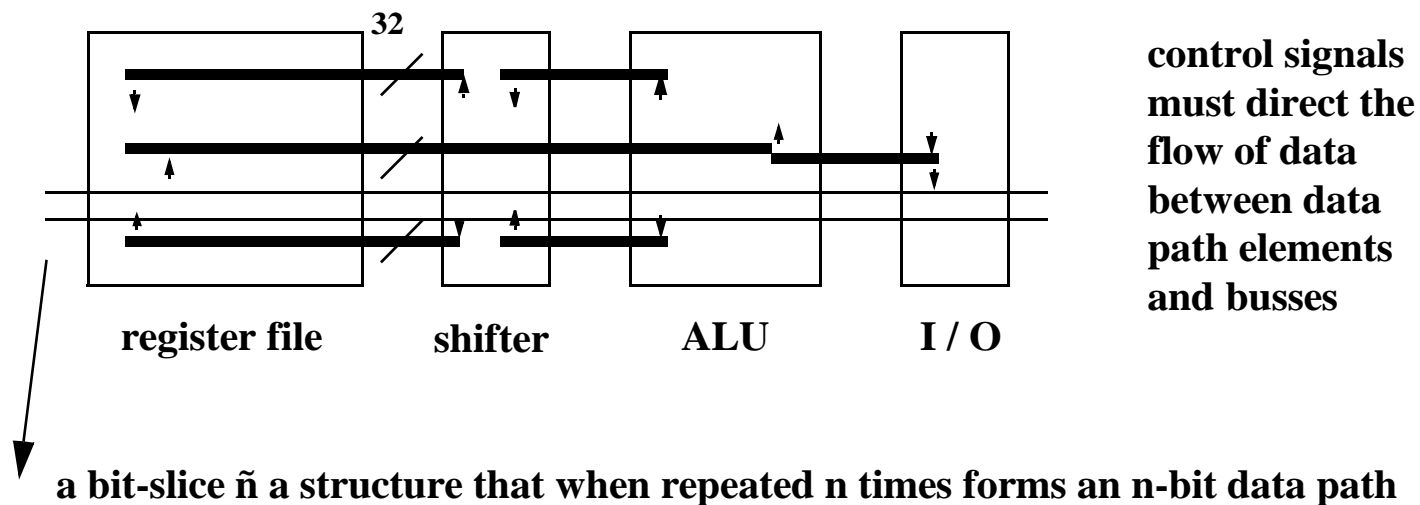 32
control signals
must direct the
flow of data
between data
path elements
and busses
register file
shifter
ALU
I / O
a bit-slice ñ a structure that when repeated n times forms an n-bit data path